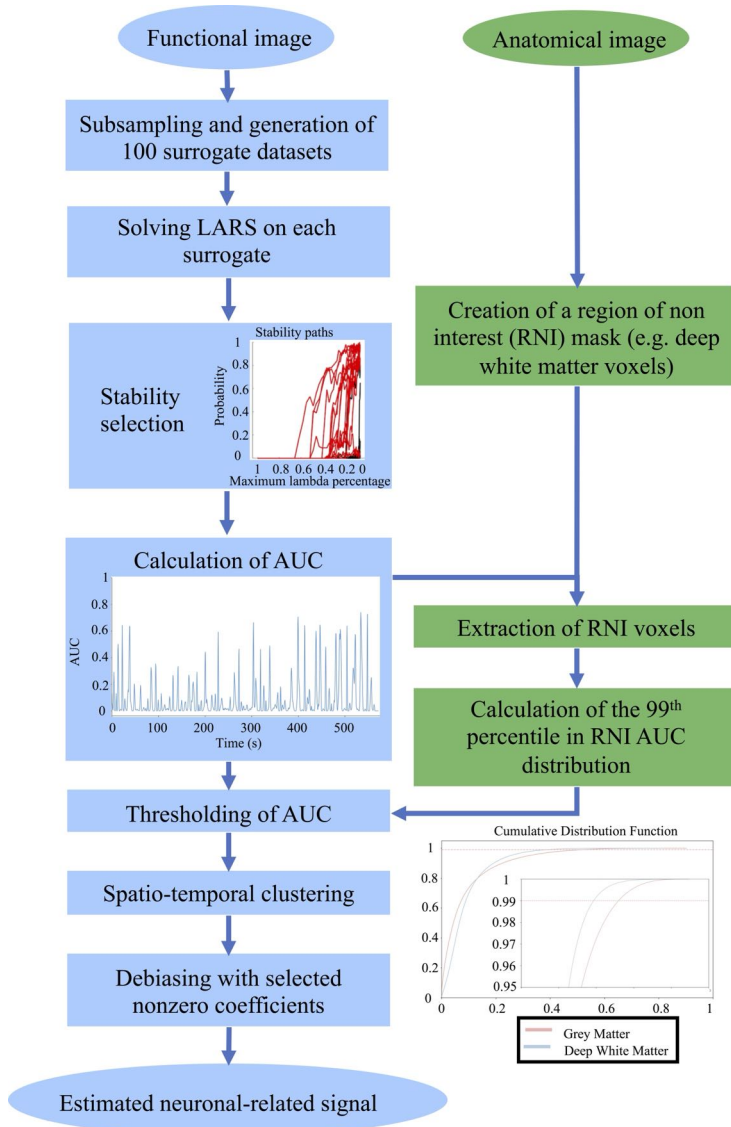 Functional image
Anatomical image
Subsampling and generation of
100 surrogate datasets
Solving LARS on each
surrogate
Creation of a region of non
interest (RNI) mask (e.g. deep
white matter voxels)
Stability
selection
Stability paths
Probability
1
0.8
0.6
0.4
0.2
0
1 0.8 0.6 0.4 0.2 0
Maximum lambda percentage
Calculation of AUC
AUC
1
0.8
0.6
0.4
0.2
0
0 100 200 300 400 500
Time (s)
Extraction of RNI voxels
Calculation of the 99th
percentile in RNI AUC
distribution
Thresholding of AUC
Spatio-temporal clustering
Debiasing with selected
nonzero coefficients
Estimated neuronal-related signal
Cumulative Distribution Function
1
0.8
0.6
0.4
0.2
0
0 0.2 0.4 0.6 0.8 1
1
0.99
0.98
0.97
0.96
0.95
Grey Matter
Deep White Matter